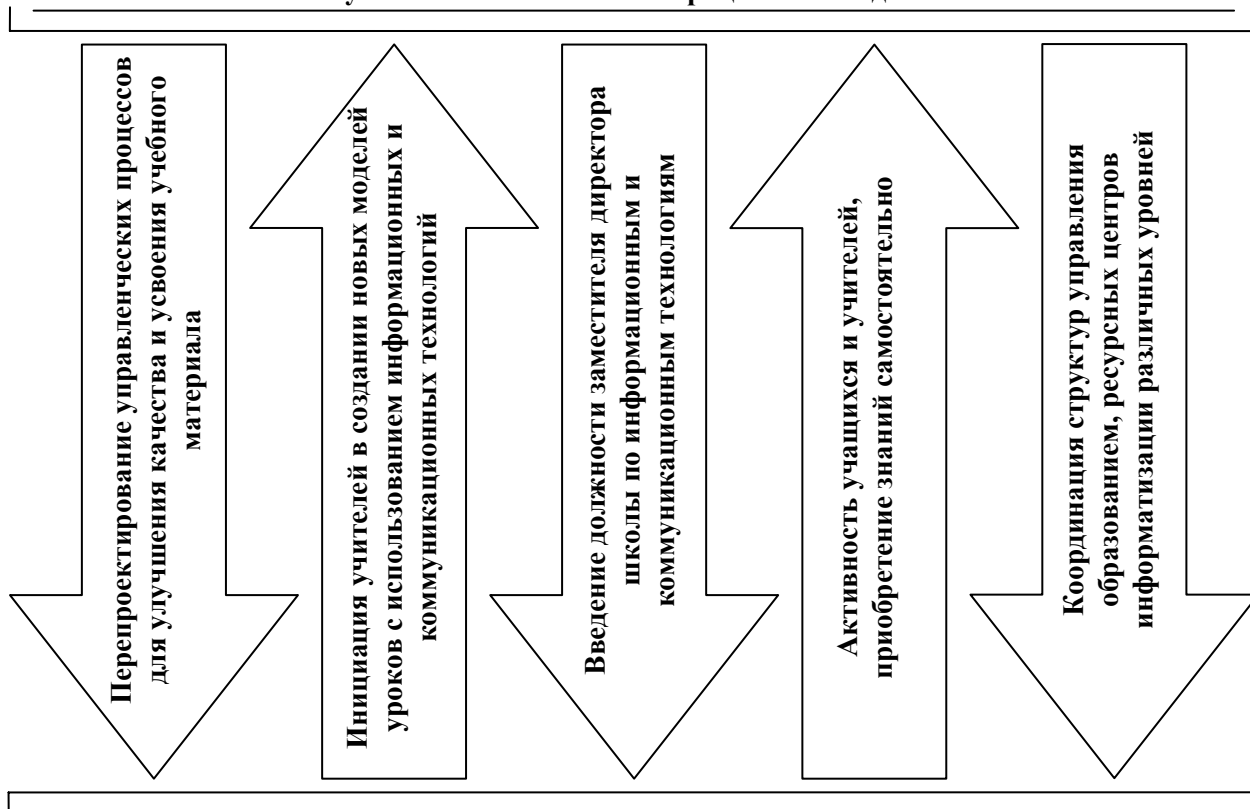 Перепроектирование управленческих процессов
для улучшения качества и усвоения учебного
материала
Инициация учителей в создании новых моделей
уроков с использованием информационных и
коммуникационных технологий
Введение должности заместителя директора
школы по информационным и
коммуникационным технологиям
Активность учащихся и учителей,
приобретение знаний самостоятельно
Координация структур управления
образованием, ресурсных центров
информатизации различных уровней